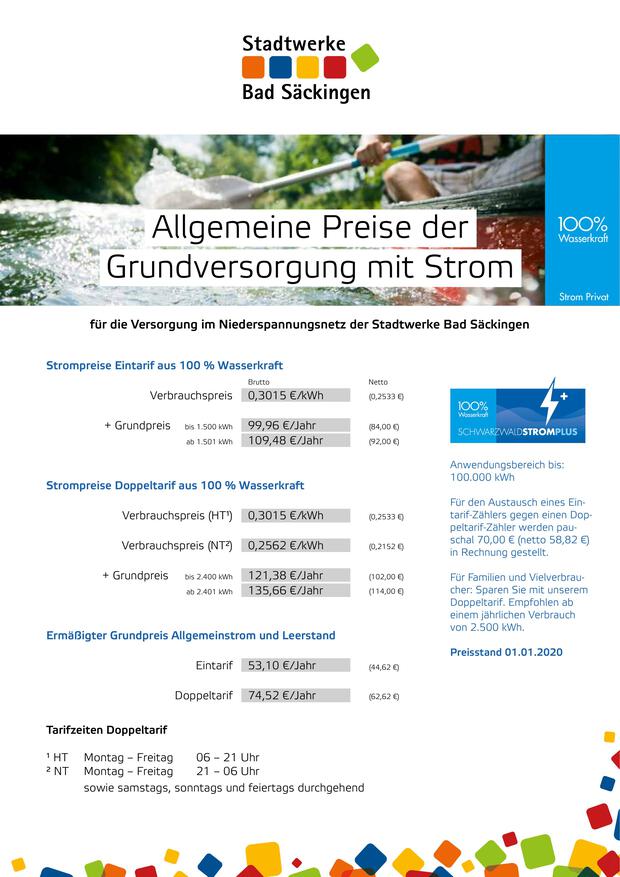 Stadtwerke
Bad Säckingen
Allgemeine Preise der
Grundversorgung mit Strom
100%
Wasserkraft
Strom Privat
für die Versorgung im Niederspannungsnetz der Stadtwerke Bad Säckingen
Strompreise Eintarif aus 100 % Wasserkraft
Brutto Netto
Verbrauchspreis 0,3015 €/kWh (0,2533 €)
+ Grundpreis bis 1.500 kWh 99,96 €/Jahr (84,00 €)
ab 1.501 kWh 109,48 €/Jahr (92,00 €)
Strompreise Doppeltarif aus 100 % Wasserkraft
Verbrauchspreis (HT¹) 0,3015 €/kWh (0,2533 €)
Verbrauchspreis (NT²) 0,2562 €/kWh (0,2152 €)
+ Grundpreis bis 2.400 kWh 121,38 €/Jahr (102,00 €)
ab 2.401 kWh 135,66 €/Jahr (114,00 €)
Ermäßigter Grundpreis Allgemeinstrom und Leerstand
Eintarif 53,10 €/Jahr (44,62 €)
Doppeltarif 74,52 €/Jahr (62,62 €)
Tarifzeiten Doppeltarif
¹ HT Montag – Freitag 06 – 21 Uhr
² NT Montag – Freitag 21 – 06 Uhr
sowie samstags, sonntags und feiertags durchgehend
100%
Wasserkraft
+
SCHWARZWALDSTROMPLUS
Anwendungsbereich bis:
100.000 kWh
Für den Austausch eines Ein-
tarif-Zählers gegen einen Dop-
peltarif-Zähler werden pau-
schal 70,00 € (netto 58,82 €)
in Rechnung gestellt.
Für Familien und Vielverbrau-
cher: Sparen Sie mit unserem
Doppeltarif. Empfohlen ab
einem jährlichen Verbrauch
von 2.500 kWh.
Preisstand 01.01.2020